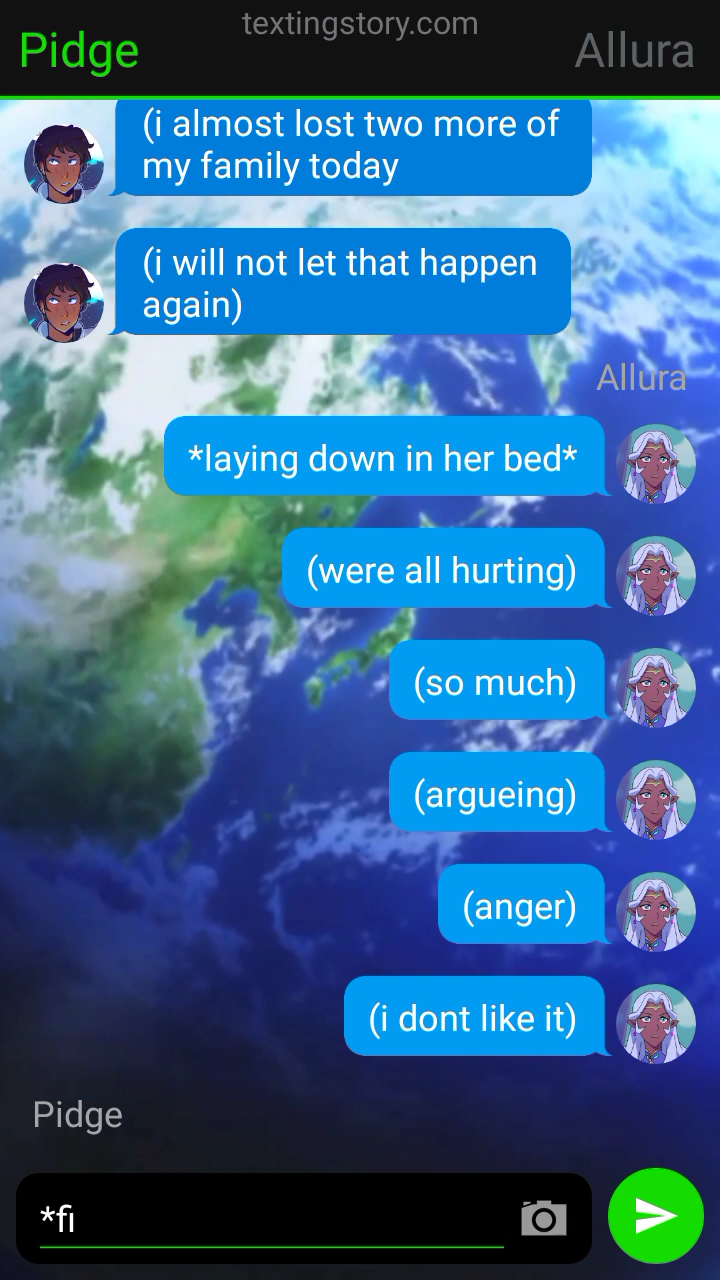 textingstory.com
Pidge
Allura
(i almost lost two more of
my family today
(i will not let that happen
again)
Allura
*laying down in her bed*
(were all hurting)
(so much)
(argueing)
(anger)
(i dont like it)
Pidge
*fi